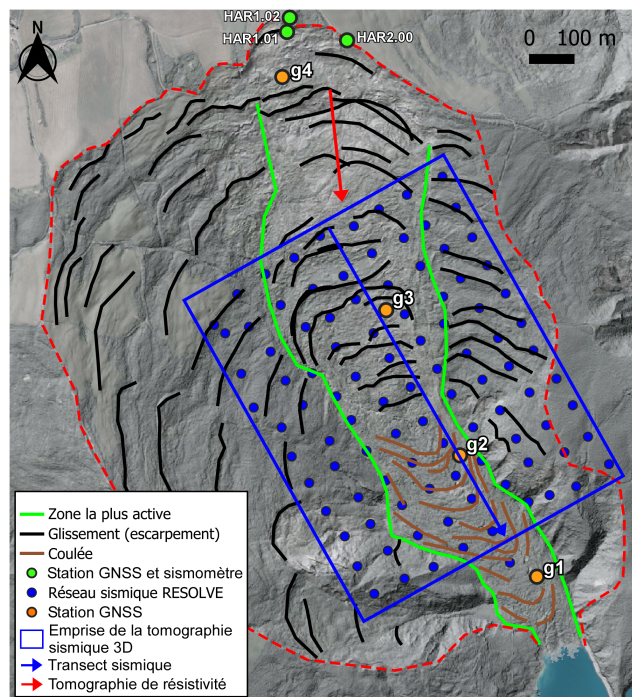 HAR1.02
HAR1.01
HAR2.00
N
0 100 m
g4
g3
g2
g1
Zone la plus active
Glissement (escarpement)
Coulée
Station GNSS et sismomètre
Réseau sismique RESOLVE
Station GNSS
Emprise de la tomographie
sismique 3D
Transect sismique
Tomographie de résistivité